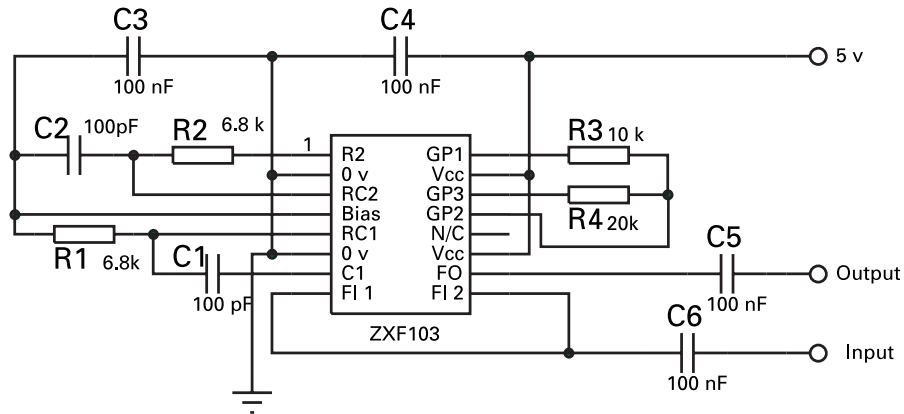 C3
C4
100 nF
100 nF
5 v
C2
100pF
R2
6.8 k
R3
10 k
1
R2
GP1
0 v
Vcc
RC2
GP3
Bias
GP2
R4
20k
RC1
N/C
R1
6.8k
C1
0 v
Vcc
C5
C1
FO
Output
100 pF
FI 1
FI 2
100 nF
C6
ZXF103
Input
100 nF